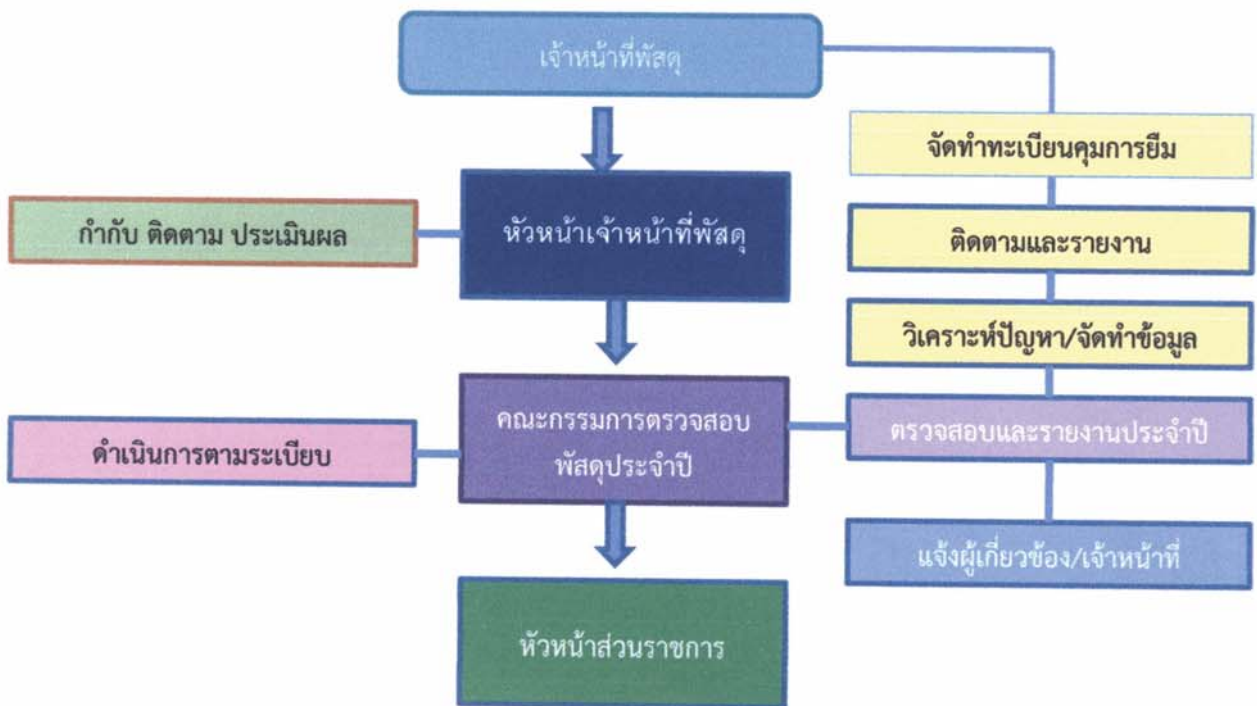 เจ้าหน้าที่พัสดุ
จัดทำทะเบียนคุมการยืม
กำกับ ติดตาม ประเมินผล
หัวหน้าเจ้าหน้าที่พัสดุ
ติดตามและรายงาน
วิเคราะห์ปัญหา/จัดทำข้อมูล
คณะกรรมการตรวจสอบ
พัสดุประจำปี
ตรวจสอบและรายงานประจำปี
ดำเนินการตามระเบียบ
แจ้งผู้เกี่ยวข้อง/เจ้าหน้าที่
หัวหน้าส่วนราชการ